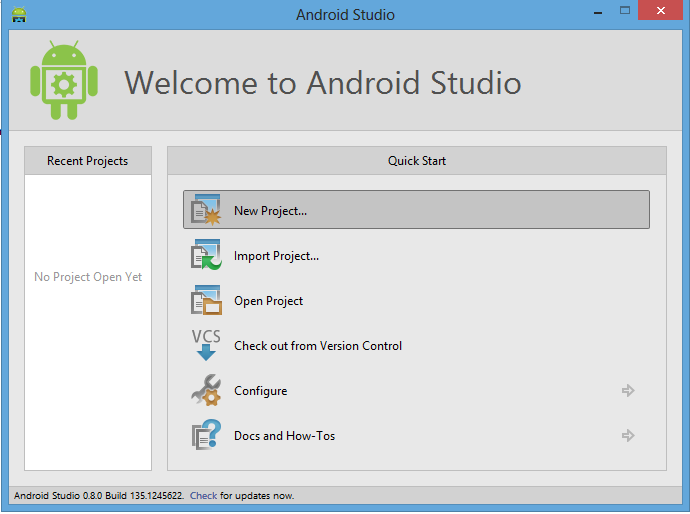 Android Studio
Welcome to Android Studio
Recent Projects
No Project Open Yet
Quick Start
New Project...
Import Project...
Open Project
VCS
Check out from Version Control
Configure
Docs and How-Tos
Android Studio 0.8.0 Build 135.1245622. Check for updates now.